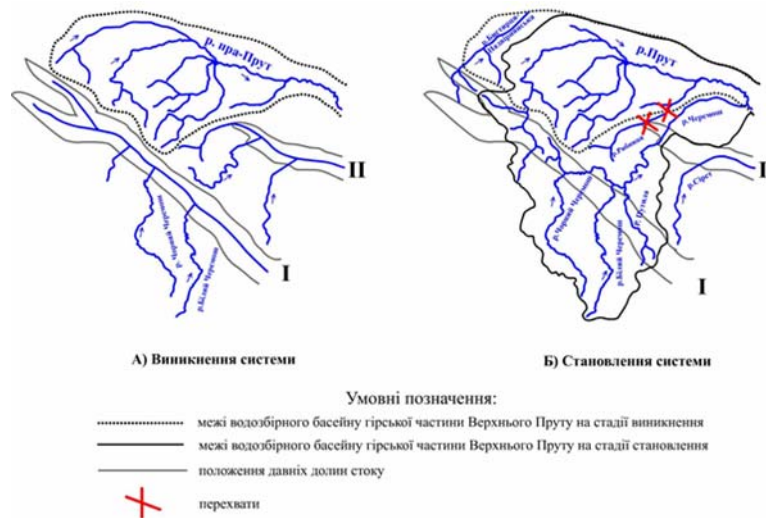 р. пра-Прут
II
р. Чорний Черемош
р.Білий Черемош
I
А) Виникнення системи
р.Бистриця
Надвірнянська
р.Прут
р.Черемош
р.Рибниця
I
р.Сірет
р.Чорний Черемош
р.Білий Черемош
р. Путила
I
Б) Становлення системи
Умовні позначення:
межі водозбірного басейну гірської частини Верхнього Пруту на стадії виникнення
межі водозбірного басейну гірської частини Верхнього Пруту на стадії становлення
положення давніх долин стоку
перехвати